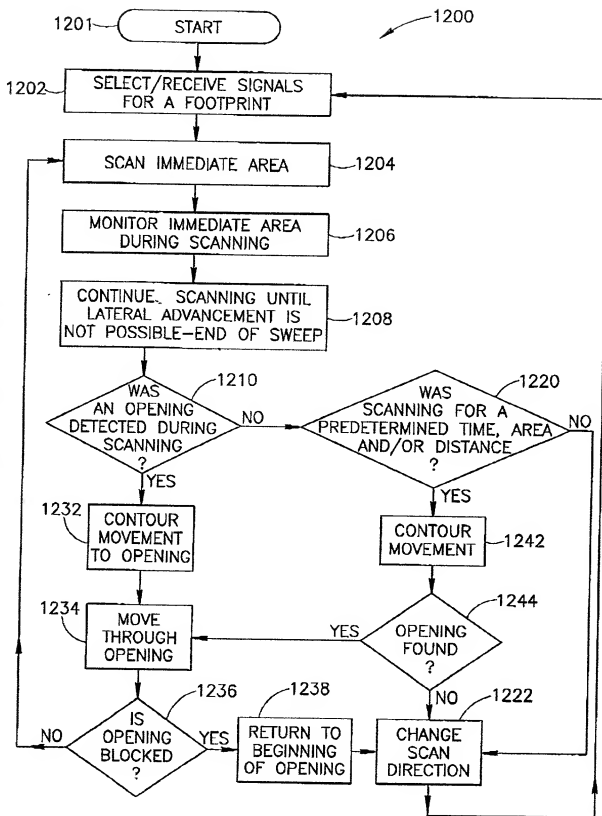 1200
1201
START
1202
SELECT/RECEIVE SIGNALS
FOR A FOOTPRINT
SCAN IMMEDIATE AREA
1204
MONITOR IMMEDIATE AREA
DURING SCANNING
1206
CONTINUE SCANNING UNTIL
LATERAL ADVANCEMENT IS
NOT POSSIBLE-END OF SWEEP
1208
1210
WAS
AN OPENING
DETECTED DURING
SCANNING
?
NO
YES
1220
WAS
SCANNING FOR A
PREDETERMINED TIME, AREA
AND/OR DISTANCE
?
NO
YES
1232
CONTOUR
MOVEMENT
TO OPENING
CONTOUR
MOVEMENT
1242
1234
MOVE
THROUGH
OPENING
1244
OPENING
FOUND
?
YES
NO
1236
IS
OPENING
BLOCKED
?
NO
YES
1238
RETURN TO
BEGINNING
OF OPENING
1222
CHANGE
SCAN
DIRECTION